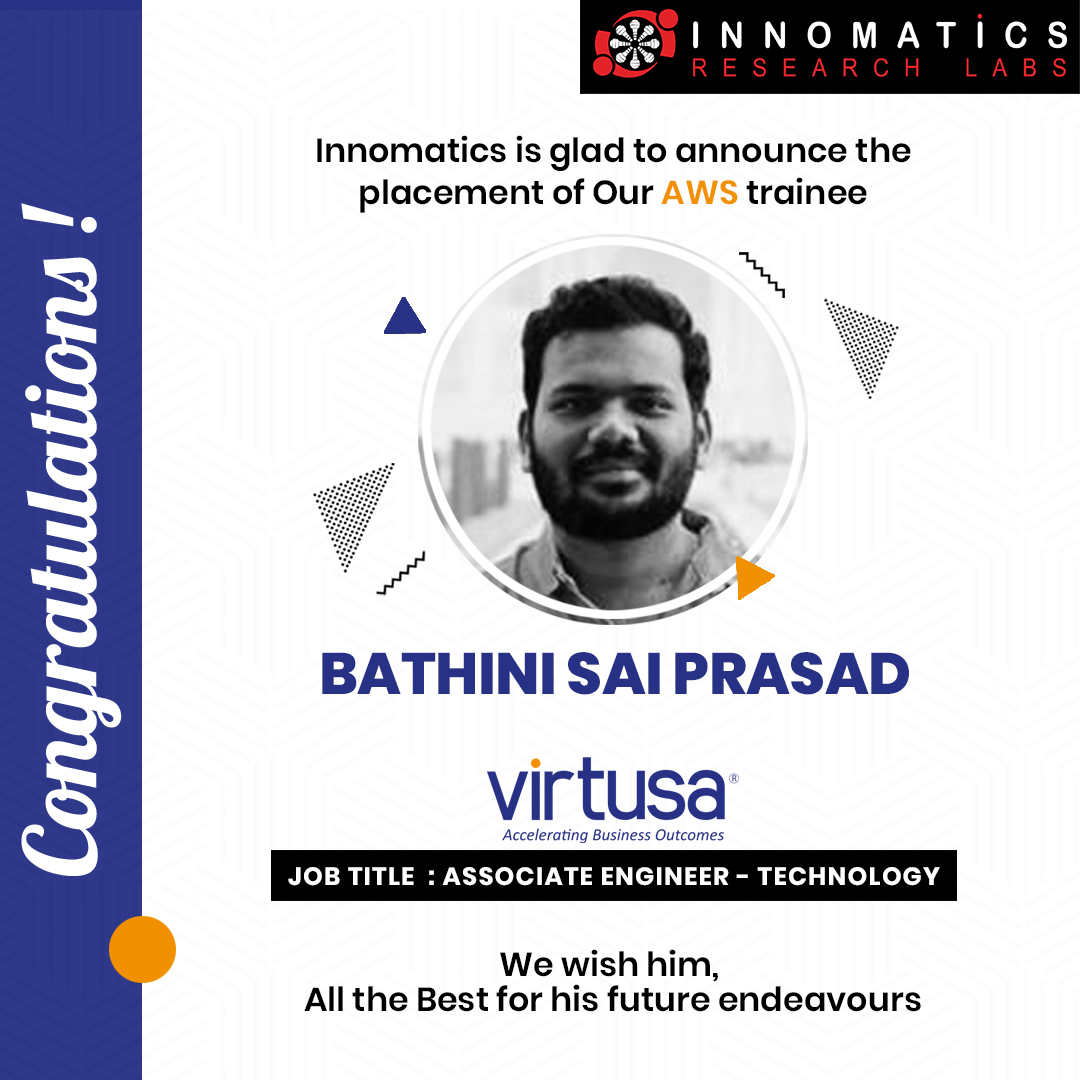 INNOMATICS
RESEARCH LABS
Congratulations !
Innomatics is glad to announce the
placement of Our AWS trainee
BATHINI SAI PRASAD
virtusa®
Accelerating Business Outcomes
JOB TITLE : ASSOCIATE ENGINEER - TECHNOLOGY
We wish him,
All the Best for his future endeavours